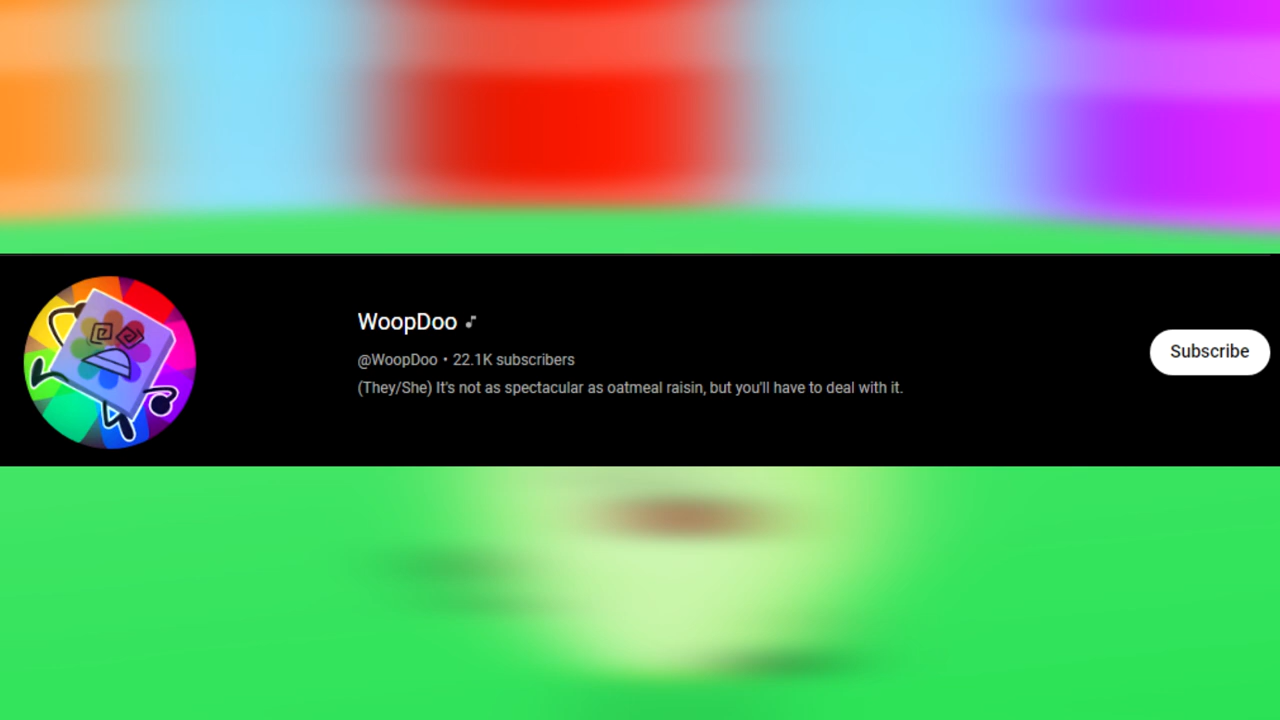 WoopDoo
@WoopDoo • 22.1K subscribers
(They/She) It's not as spectacular as oatmeal raisin, but you'll have to deal with it.
Subscribe